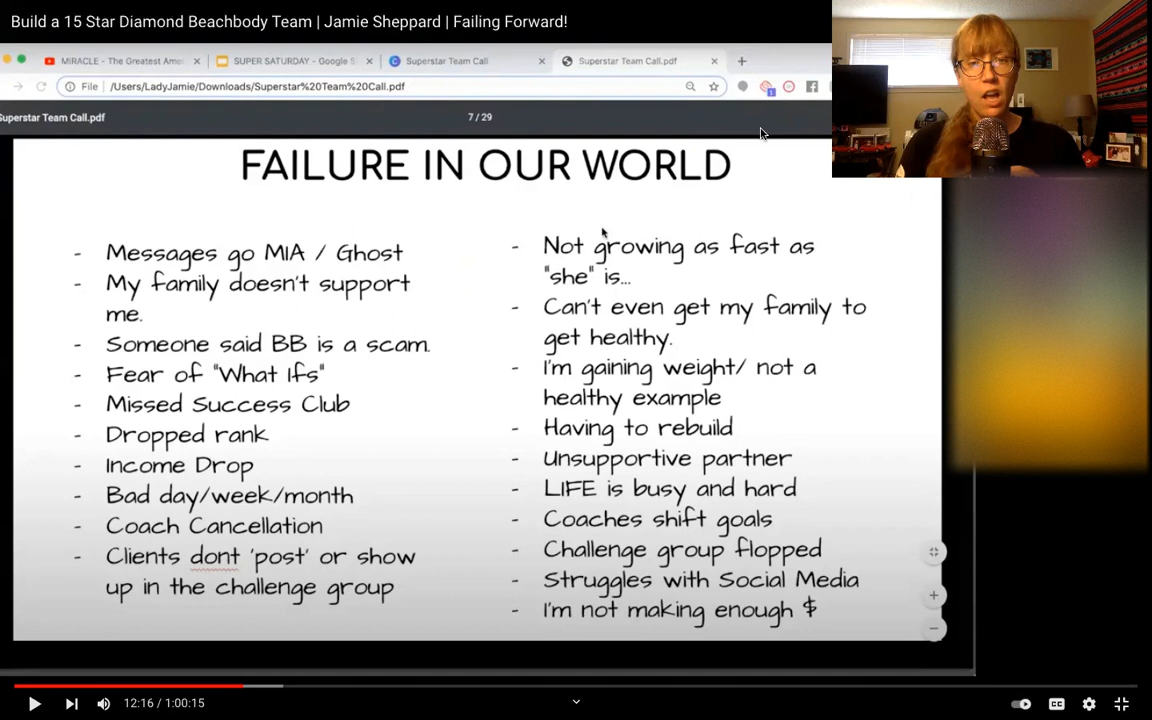 Build a 15 Star Diamond Beachbody Team | Jamie Sheppard | Failing Forward!
MIRACLE - The Greatest Ame
SUPER SATURDAY - Google S
Superstar Team Call
Superstar Team Call.pdf
File
/Users/LadyJamie/Downloads/Superstar%20Team%20Call.pdf
Superstar Team Call.pdf
7 / 29
FAILURE IN OUR WORLD
- Messages go MIA / Ghost
- My family doesn't support
me.
- Someone said BB is a scam.
- Fear of "What Ifs"
- Missed Success Club
- Dropped rank
- Income Drop
- Bad day/week/month
- Coach Cancellation
- Clients dont 'post' or show
up in the challenge group
- Not growing as fast as
"she" is...
- Can't even get my family to
get healthy.
- I'm gaining weight/ not a
healthy example
- Having to rebuild
- Unsupportive partner
- LIFE is busy and hard
- Coaches shift goals
- Challenge group flopped
- Struggles with Social Media
- I'm not making enough $
12:16 / 1:00:15
CC